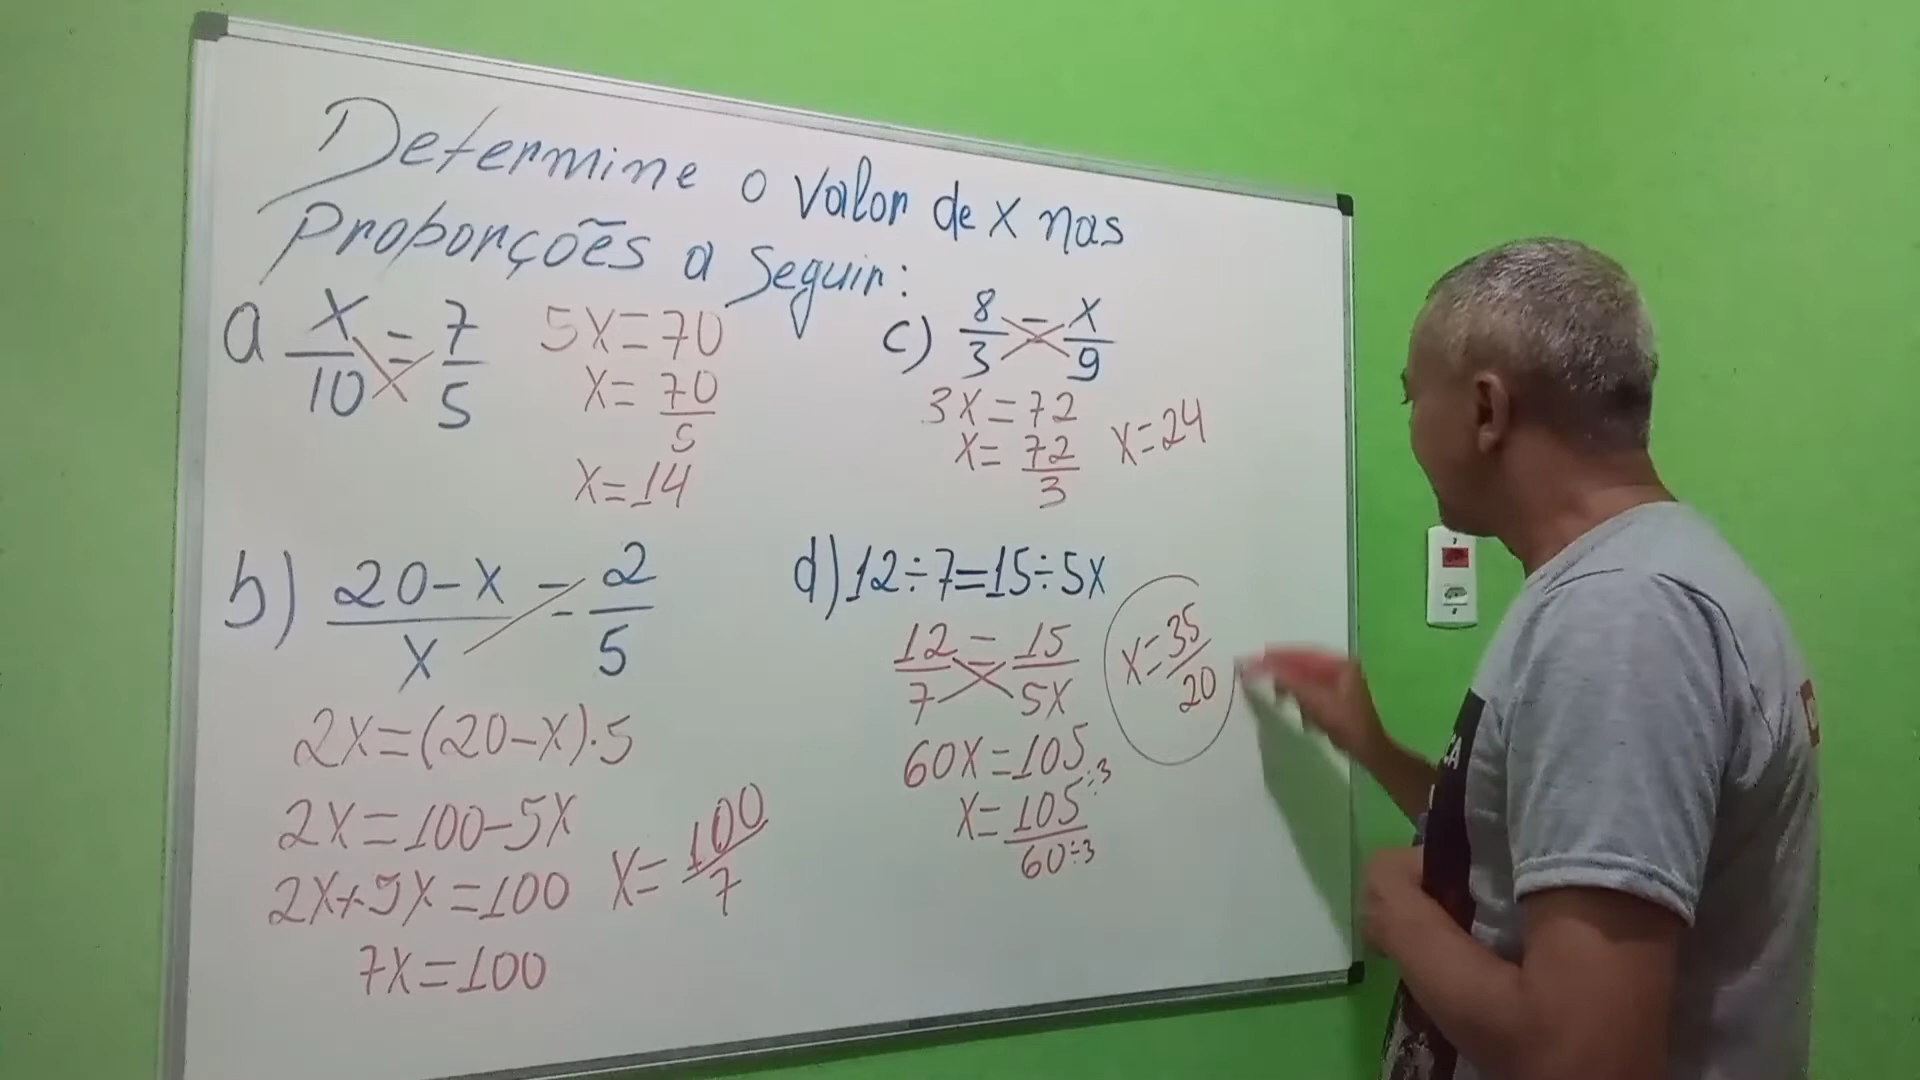 Determine o valor de x nas
Proporções a Seguir:
a x/10 = 7/5
5x=70
x=70/5
x=14
b) 20-x/x = 2/5
2x=(20-x).5
2x=100-5x
2x+5x=100
7x=100
x=100/7
c) 8/3 = x/9
3x=72
x=72/3
x=24
d) 12÷7=15÷5x
12/7 = 15/5x
60x=105
x=105÷3/60÷3
x=35/20